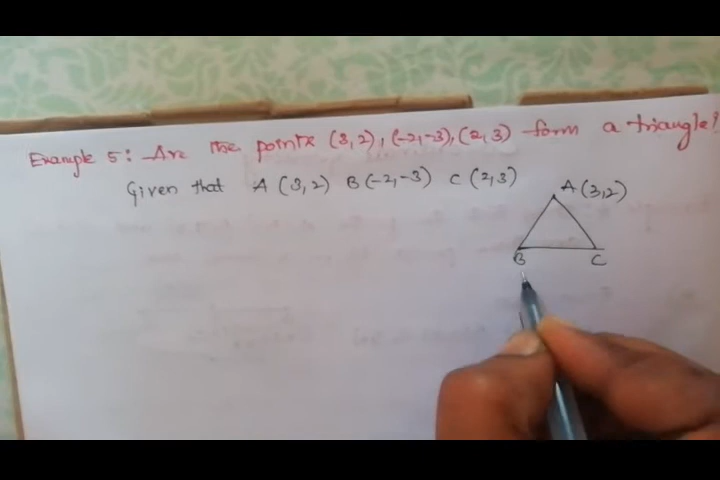 Example 5: Are the points (3,2), (-2,-3), (2,3) form a triangle?
Given that A (3,2) B(-2,-3) C (2,3)
A (3,2)
B C